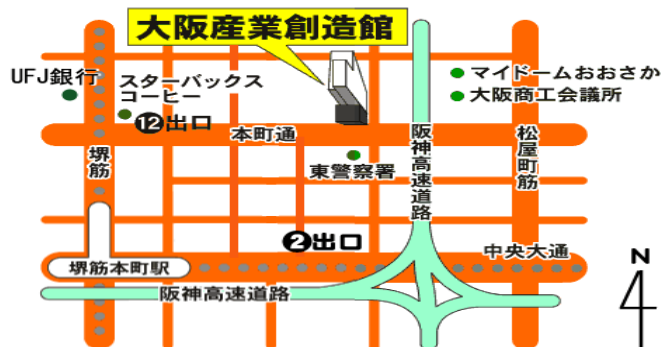 大阪産業創造館
UFJ銀行
スターバックス
コーヒー
⓬出口
マイドームおおさか
大阪商工会議所
本町通
堺筋
阪神高速道路
松屋町筋
東警察署
❷出口
中央大通
堺筋本町駅
阪神高速道路
N
4